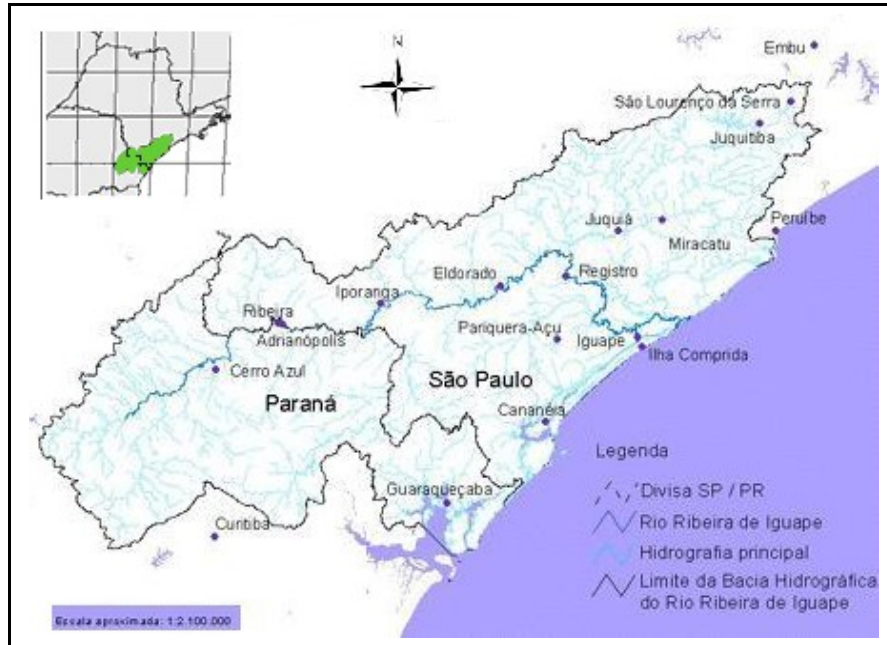 N
Embu
São Lourenço da Serra
Juquitiba
Juquiá
Peruíbe
Miracatu
Eldorado
Registro
Iporanga
Ribeira
Adrianópolis
Pariquera-Açu
Iguape
Ilha Comprida
Cerro Azul
São Paulo
Paraná
Cananéia
Guaraqueçaba
Curitiba
Legenda
Divisa SP / PR
Rio Ribeira de Iguape
Hidrografia principal
Limite da Bacia Hidrográfica
do Rio Ribeira de Iguape
Escala aproximada: 1:2.100.000